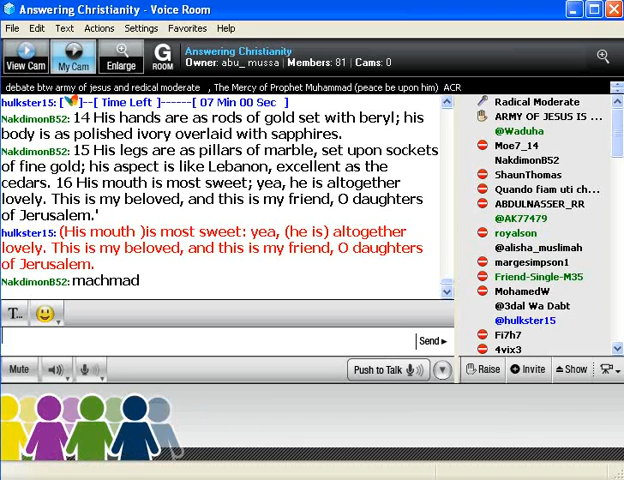 Answering Christianity - Voice Room
File Edit Text Actions Settings Favorites Help
View Cam My Cam Enlarge G ROOM
Answering Christianity
Owner: abu_ mussa | Members: 81 | Cams: 0
debate btw army of jesus and redical moderate , The Mercy of Prophet Muhammad (peace be upon him) ACR
hulkster15: [ ]--[ Time Left ]------[ 07 Min 00 Sec ]
NakdimonB52: 14 His hands are as rods of gold set with beryl; his
body is as polished ivory overlaid with sapphires.
NakdimonB52: 15 His legs are as pillars of marble, set upon sockets
of fine gold; his aspect is like Lebanon, excellent as the
cedars. 16 His mouth is most sweet; yea, he is altogether
lovely. This is my beloved, and this is my friend, O daughters
of Jerusalem.'
hulkster15: (His mouth )is most sweet: yea, (he is) altogether
lovely. This is my beloved, and this is my friend, O daughters
of Jerusalem.
NakdimonB52: machmad
Radical Moderate
ARMY OF JESUS IS ...
@Waduha
Moe7_14
NakdimonB52
ShaunThomas
Quando fiam uti ch...
ABDULNASSER_RR
@AK77479
royalson
@alisha_muslimah
margesimpson1
Friend-Single-M35
MohamedW
@3dal Wa Dabt
@hulkster15
Fi7h7
4vix3
T...
Send
Mute Push to Talk Raise Invite Show